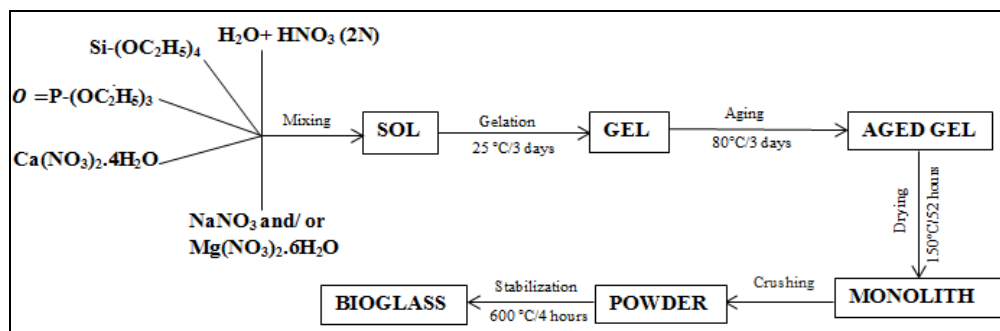 H₂O+ HNO₃ (2N)
Si-(OC₂H₅)₄
O =P-(OC₂H₅)₃
Ca(NO₃)₂.4H₂O
NaNO₃ and/ or
Mg(NO₃)₂.6H₂O
Mixing
SOL
Gelation
25 °C/3 days
GEL
Aging
80°C/3 days
AGED GEL
Drying
150°C/52 hours
MONOLITH
Crushing
POWDER
Stabilization
600 °C/4 hours
BIOGLASS